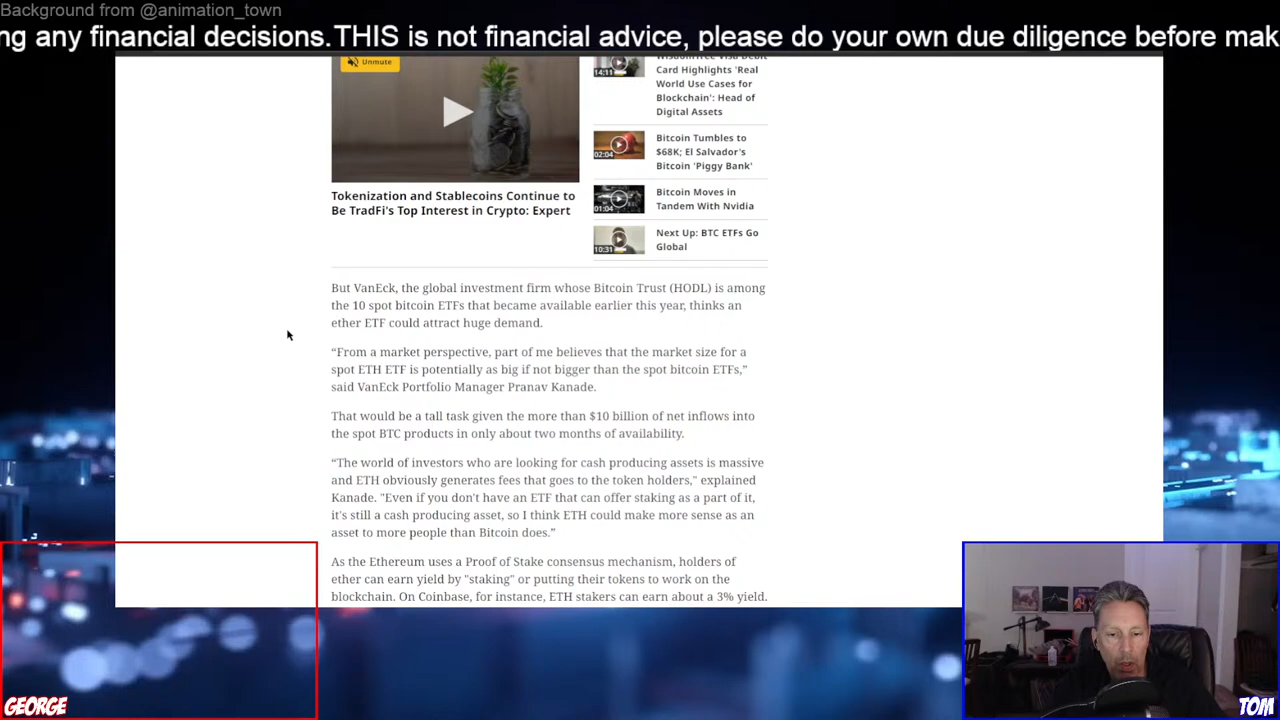 Background from @animation_town
ng any financial decisions.THIS is not financial advice, please do your own due diligence before mak
Unmute
Tokenization and Stablecoins Continue to
Be TradFi's Top Interest in Crypto: Expert
14:11
WisdomTree Visa Debit
Card Highlights 'Real
World Use Cases for
Blockchain': Head of
Digital Assets
02:04
Bitcoin Tumbles to
$68K; El Salvador's
Bitcoin 'Piggy Bank'
01:04
Bitcoin Moves in
Tandem With Nvidia
10:31
Next Up: BTC ETFs Go
Global
But VanEck, the global investment firm whose Bitcoin Trust (HODL) is among
the 10 spot bitcoin ETFs that became available earlier this year, thinks an
ether ETF could attract huge demand.
“From a market perspective, part of me believes that the market size for a
spot ETH ETF is potentially as big if not bigger than the spot bitcoin ETFs,”
said VanEck Portfolio Manager Pranav Kanade.
That would be a tall task given the more than $10 billion of net inflows into
the spot BTC products in only about two months of availability.
“The world of investors who are looking for cash producing assets is massive
and ETH obviously generates fees that goes to the token holders," explained
Kanade. "Even if you don't have an ETF that can offer staking as a part of it,
it's still a cash producing asset, so I think ETH could make more sense as an
asset to more people than Bitcoin does.”
As the Ethereum uses a Proof of Stake consensus mechanism, holders of
ether can earn yield by "staking" or putting their tokens to work on the
blockchain. On Coinbase, for instance, ETH stakers can earn about a 3% yield.
GEORGE
TOM